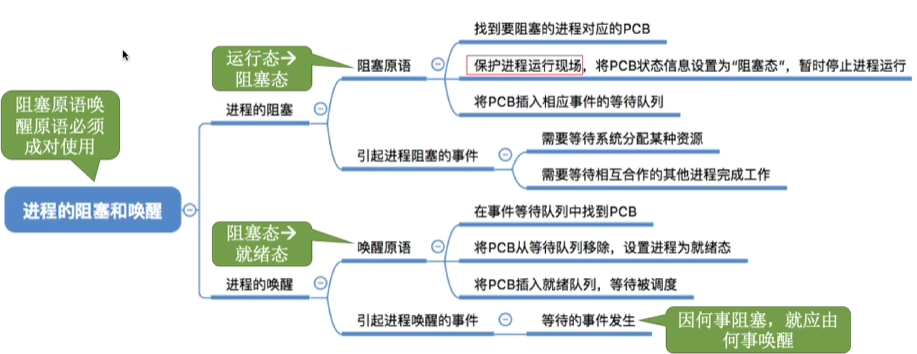 找到要阻塞的进程对应的PCB
运行态→
阻塞态
阻塞原语
保护进程运行现场，将PCB状态信息设置为“阻塞态”，暂时停止进程运行
将PCB插入相应事件的等待队列
进程的阻塞
阻塞原语唤
醒原语必须
成对使用
引起进程阻塞的事件
需要等待系统分配某种资源
需要等待相互合作的其他进程完成工作
进程的阻塞和唤醒
在事件等待队列中找到PCB
阻塞态→
就绪态
唤醒原语
将PCB从等待队列移除，设置进程为就绪态
将PCB插入就绪队列，等待被调度
进程的唤醒
引起进程唤醒的事件
等待的事件发生
因何事阻塞，就应由
何事唤醒